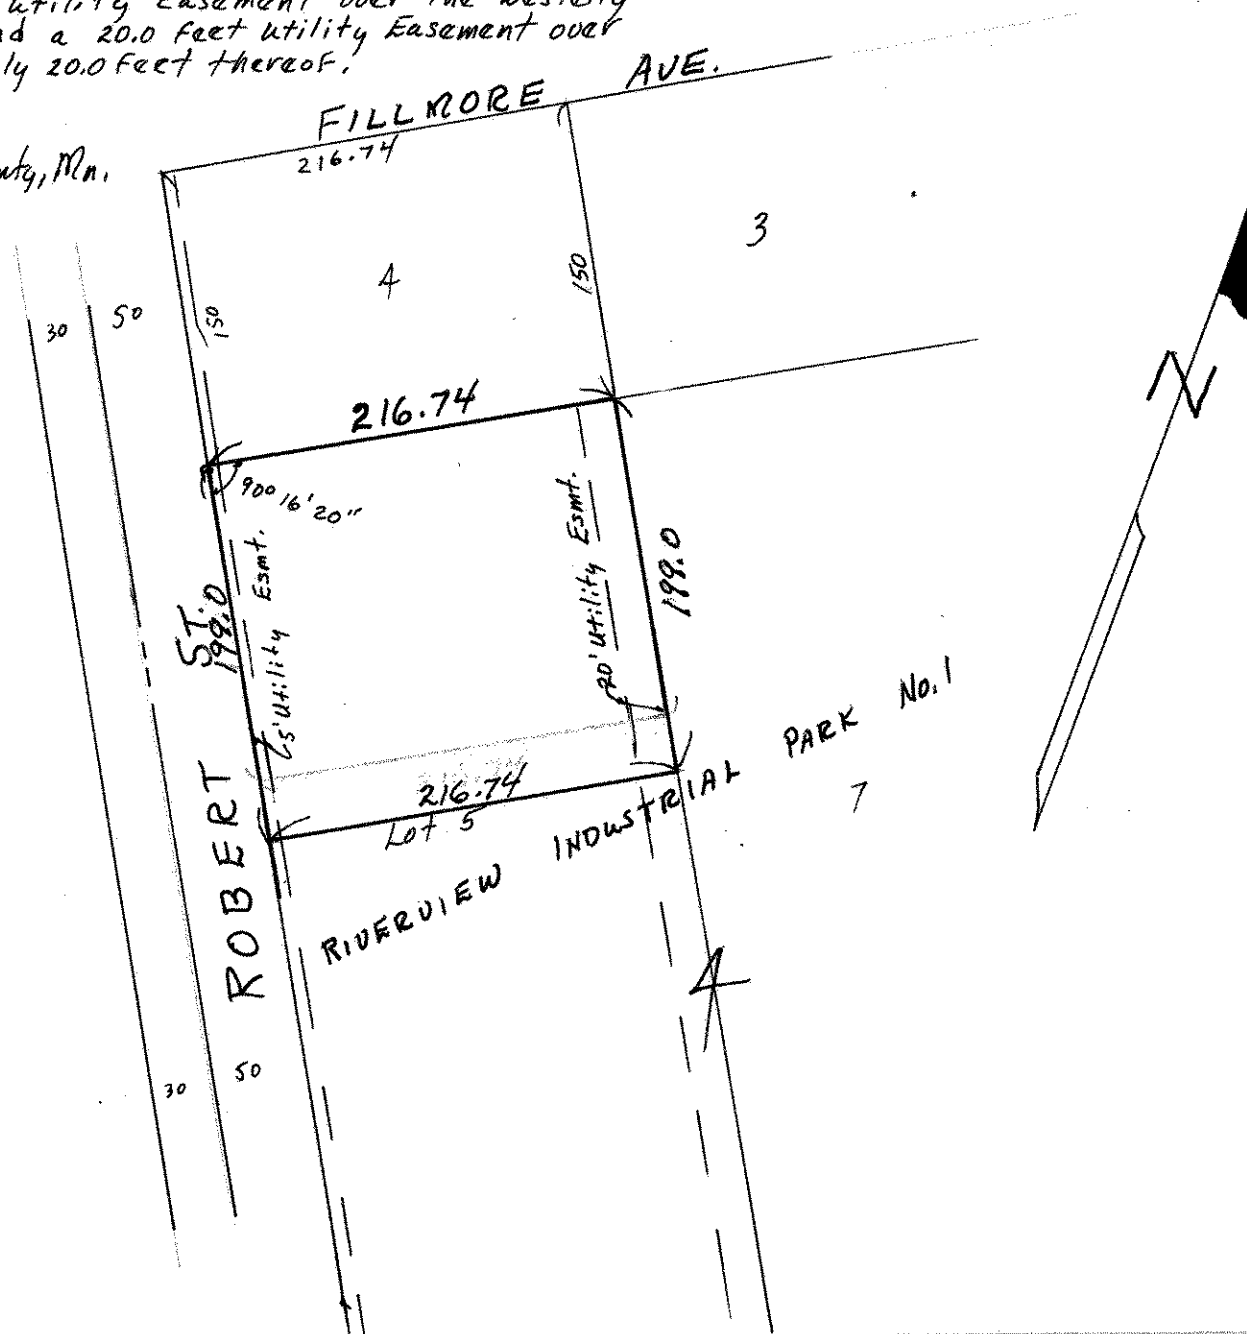 Utility Easement over the Westerly
a 20.0 feet Utility Easement over
ly 20.0 feet thereof.
Mn.
FILLMORE AVE.
216.74
150
4
150
3
30
50
216.74
90° 16' 20"
N
ST.
199.0
5' Utility Esmt.
20' Utility Esmt.
199.0
216.74
Lot 5
RIVERVIEW INDUSTRIAL PARK No. 1
7
ROBERT
4
30
50